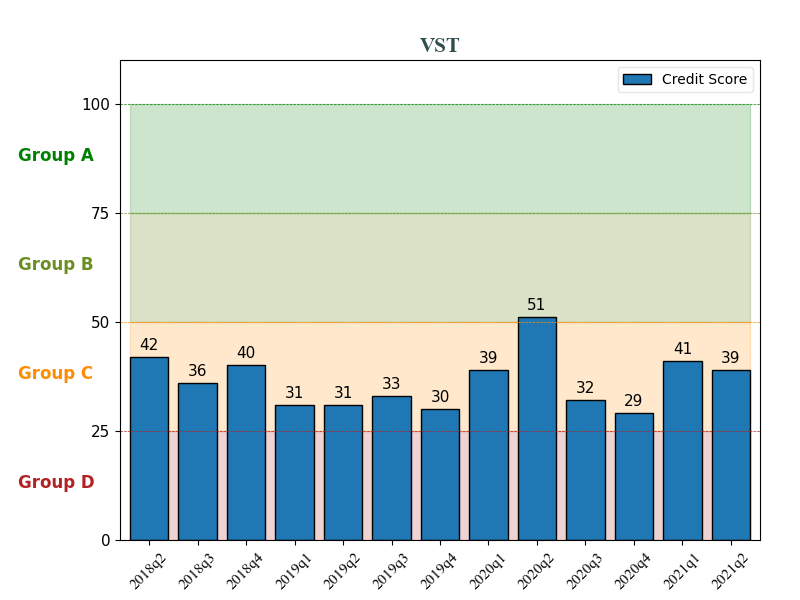 VST
Credit Score
100
Group A
75
Group B
50
51
42
36
40
31
31
33
30
39
32
29
41
39
Group C
25
Group D
0
2018q2
2018q3
2018q4
2019q1
2019q2
2019q3
2019q4
2020q1
2020q2
2020q3
2020q4
2021q1
2021q2